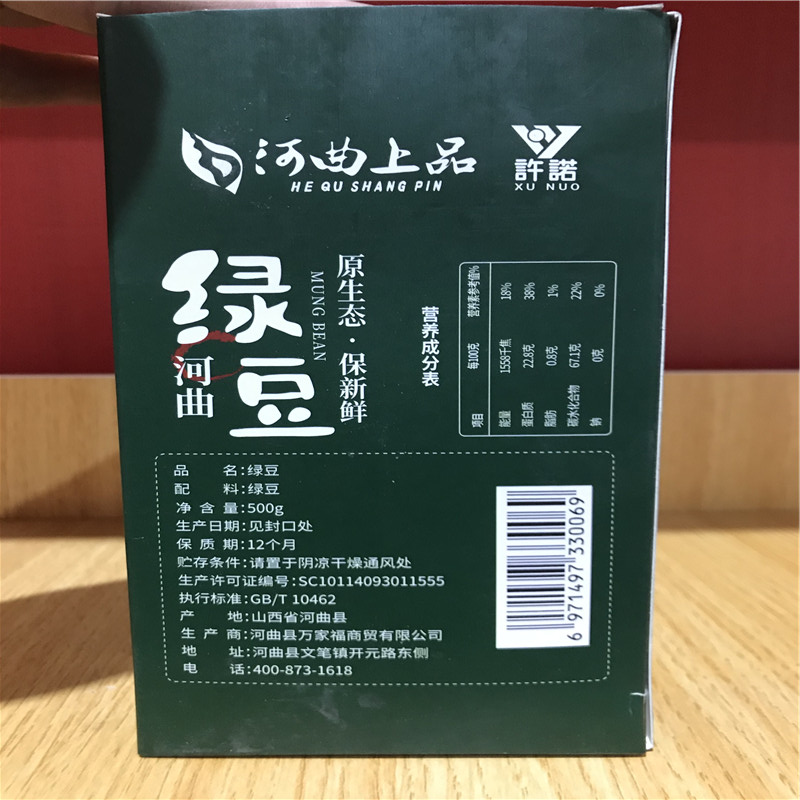 河曲上品
HE QU SHANG PIN
許諾
XU NUO
绿豆
河曲
MUNG BEAN
原生态·保新鲜
营养成分表
项目 每100克 营养素参考值%
能量 1558千焦 18%
蛋白质 22.8克 38%
脂肪 0.8克 1%
碳水化合物 67.1克 22%
钠 0克 0%
品 名:绿豆
配 料:绿豆
净 含 量:500g
生产日期:见封口处
保 质 期:12个月
贮存条件:请置于阴凉干燥通风处
生产许可证编号:SC10114093011555
执行标准:GB/T 10462
产 地:山西省河曲县
生 产 商:河曲县万家福商贸有限公司
地 址:河曲县文笔镇开元路东侧
电 话:400-873-1618
6 971497 330069